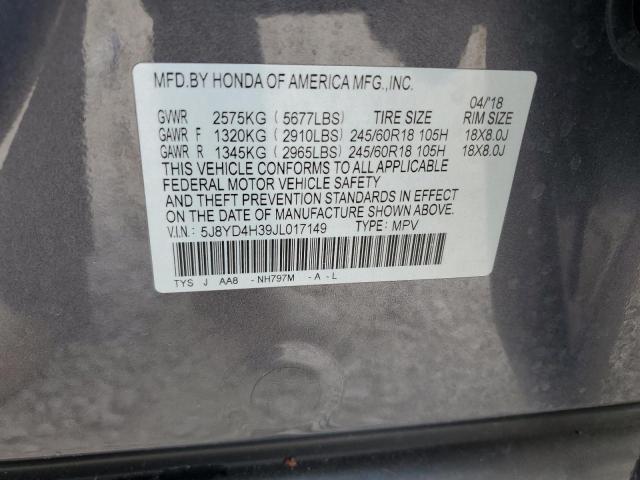 MFD.BY HONDA OF AMERICA MFG.,INC.
04/'18
GVWR 2575KG (5677LBS) TIRE SIZE RIM SIZE
GAWR F 1320KG (2910LBS) 245/60R18 105H 18X8.0J
GAWR R 1345KG (2965LBS) 245/60R18 105H 18X8.0J
THIS VEHICLE CONFORMS TO ALL APPLICABLE
FEDERAL MOTOR VEHICLE SAFETY
AND THEFT PREVENTION STANDARDS IN EFFECT
ON THE DATE OF MANUFACTURE SHOWN ABOVE.
V.I.N.: 5J8YD4H39JL017149 TYPE: MPV
TYS J AA8 -NH797M -A -L